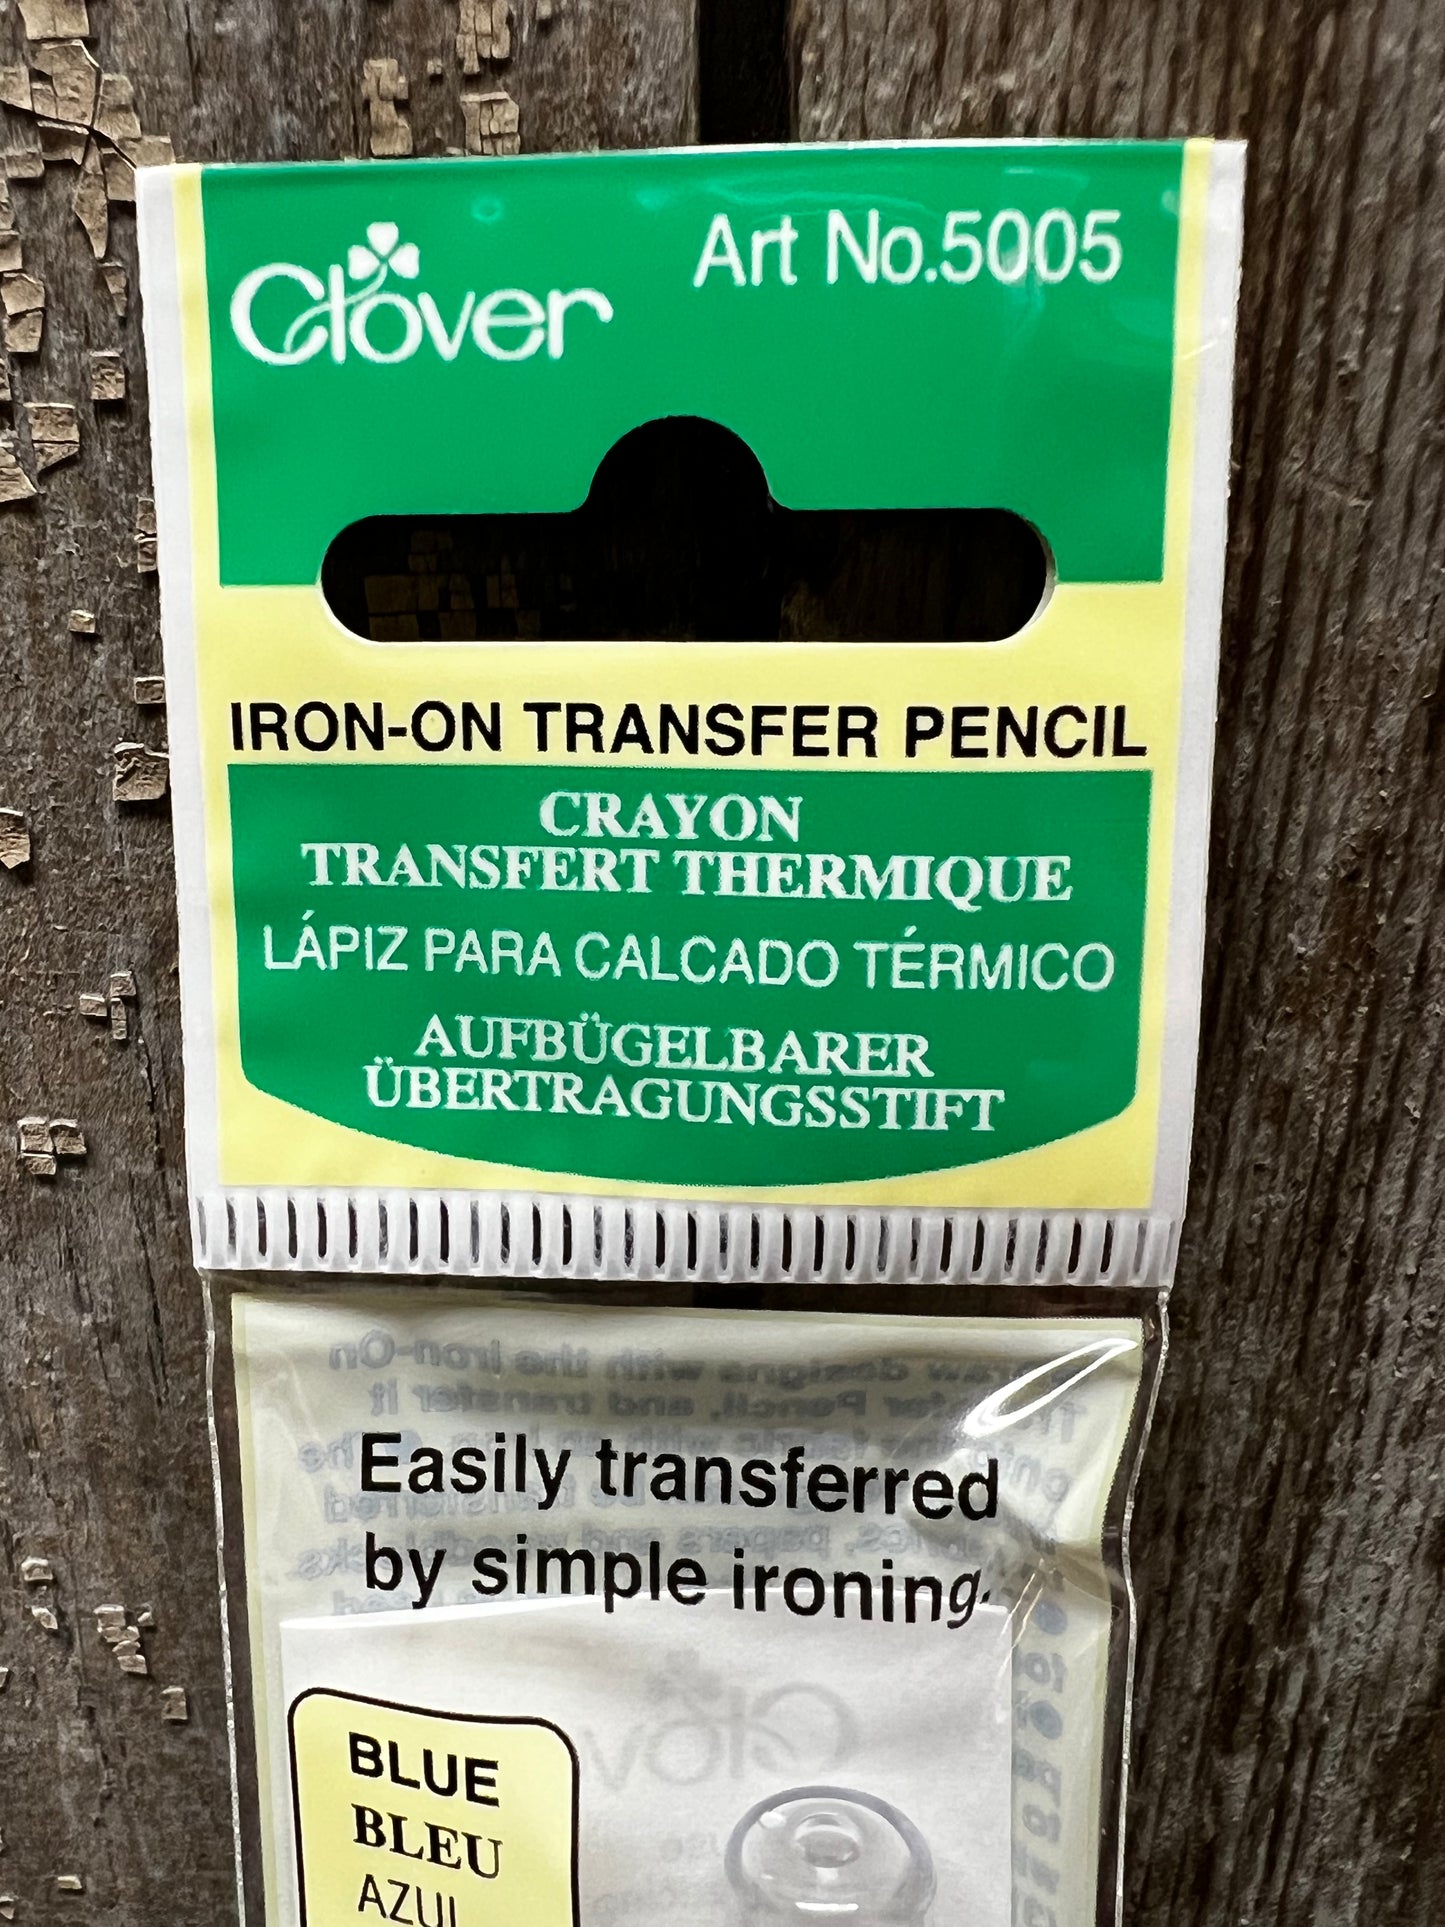 Clover
Art No.5005
IRON-ON TRANSFER PENCIL
CRAYON
TRANSFERT THERMIQUE
LÁPIZ PARA CALCADO TÉRMICO
AUFBÜGELBARER
ÜBERTRAGUNGSSTIFT
Easily transferred
by simple ironing.
BLUE
BLEU
AZUL
Clover